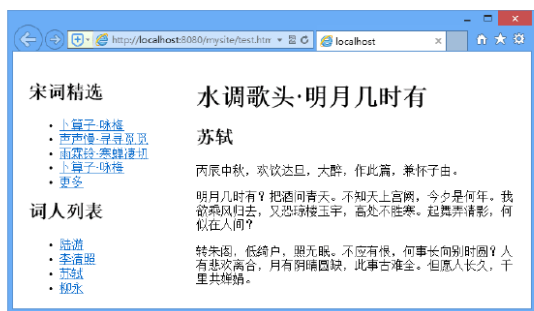 http://localhost:8080/mysite/test.htm
localhost
宋词精选
卜算子·咏梅
声声慢·寻寻觅觅
雨霖铃·寒蝉凄切
卜算子·咏梅
更多
词人列表
陆游
李清照
苏轼
柳永
水调歌头·明月几时有
苏轼
丙辰中秋，欢饮达旦，大醉，作此篇，兼怀子由。
明月几时有？把酒问青天。不知天上宫阙，今夕是何年。我
欲乘风归去，又恐琼楼玉宇，高处不胜寒。起舞弄清影，何
似在人间？
转朱阁，低绮户，照无眠。不应有恨，何事长向别时圆？人
有悲欢离合，月有阴晴圆缺，此事古难全。但愿人长久，千
里共婵娟。